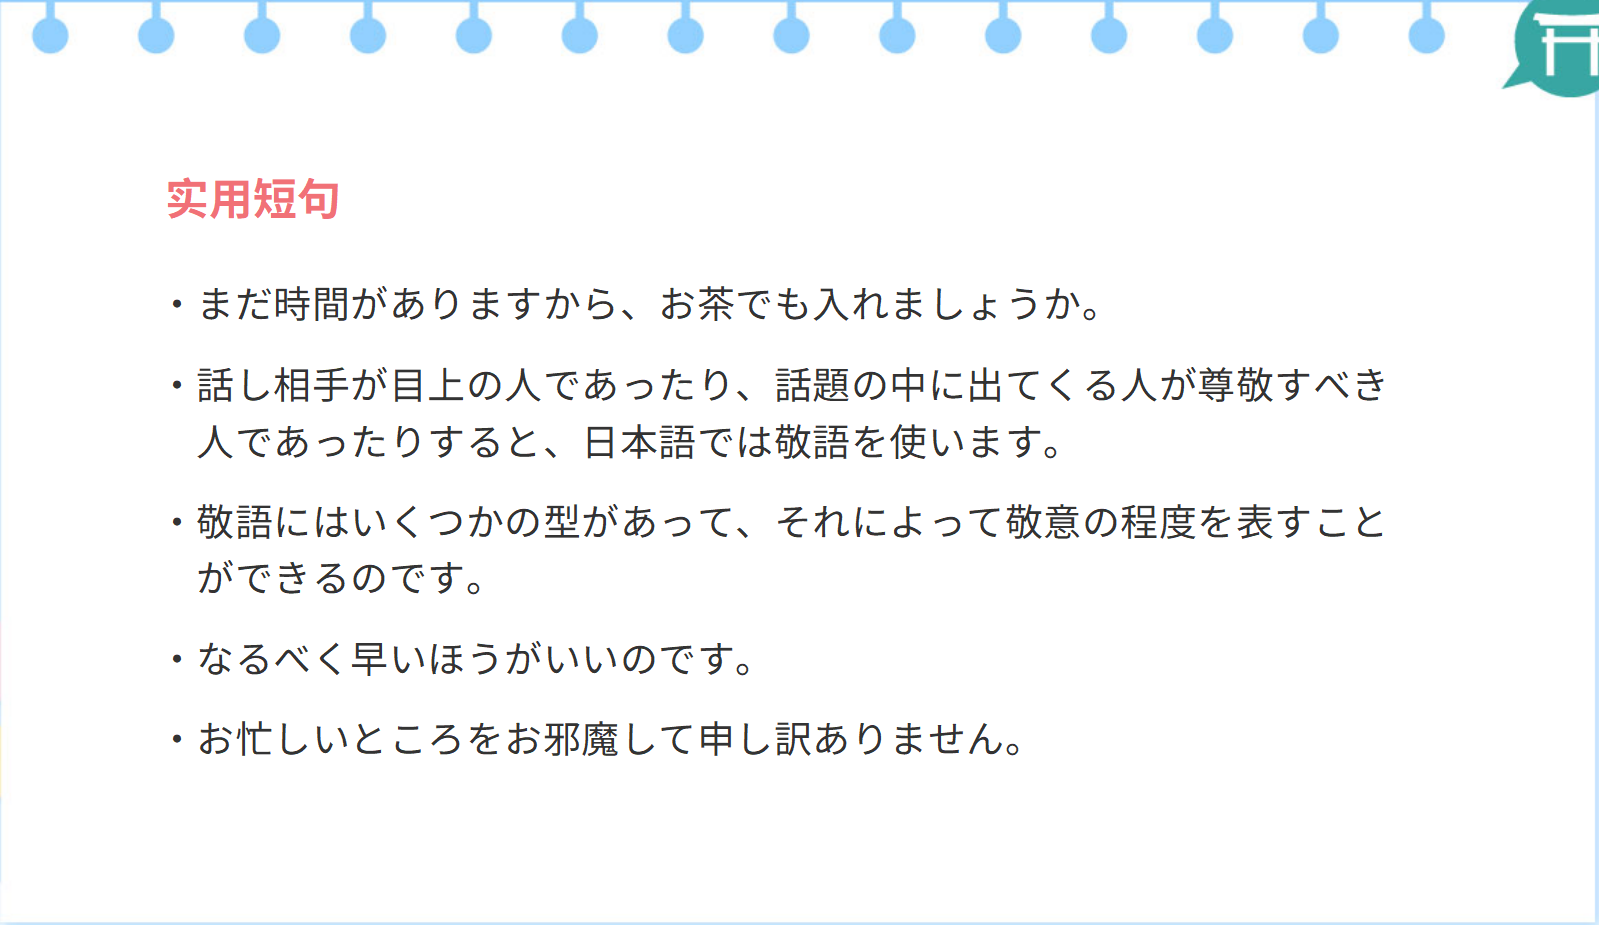 实用短句
・まだ時間がありますから、お茶でも入れましょうか。
・話し相手が目上の人であったり、話題の中に出てくる人が尊敬すべき
人であったりすると、日本語では敬語を使います。
・敬語にはいくつかの型があって、それによって敬意の程度を表すこと
ができるのです。
・なるべく早いほうがいいのです。
・お忙しいところをお邪魔して申し訳ありません。